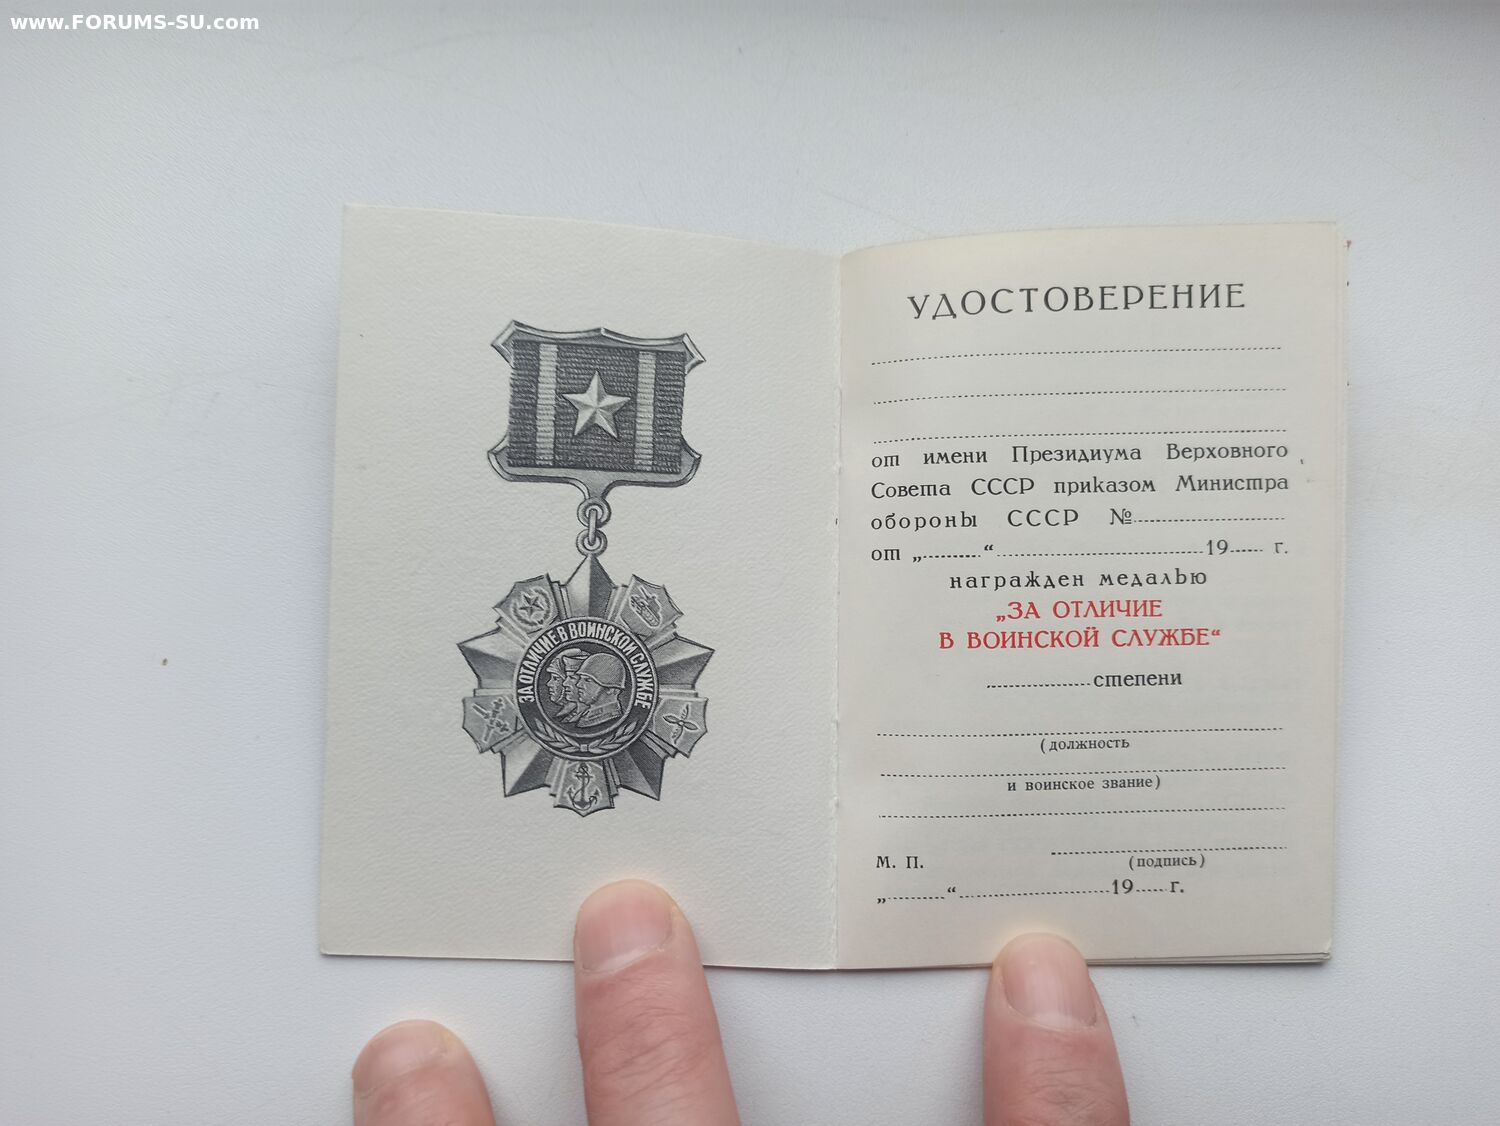 www.FORUMS-SU.com
ЗА ОТЛИЧИЕ В ВОИНСКОЙ СЛУЖБЕ
УДОСТОВЕРЕНИЕ
от имени Президиума Верховного
Совета СССР приказом Министра
обороны СССР №
от „ “ 19 г.
награжден медалью
„ЗА ОТЛИЧИЕ
В ВОИНСКОЙ СЛУЖБЕ“
степени
(должность
и воинское звание)
М. П.
(подпись)
„ “ 19 г.